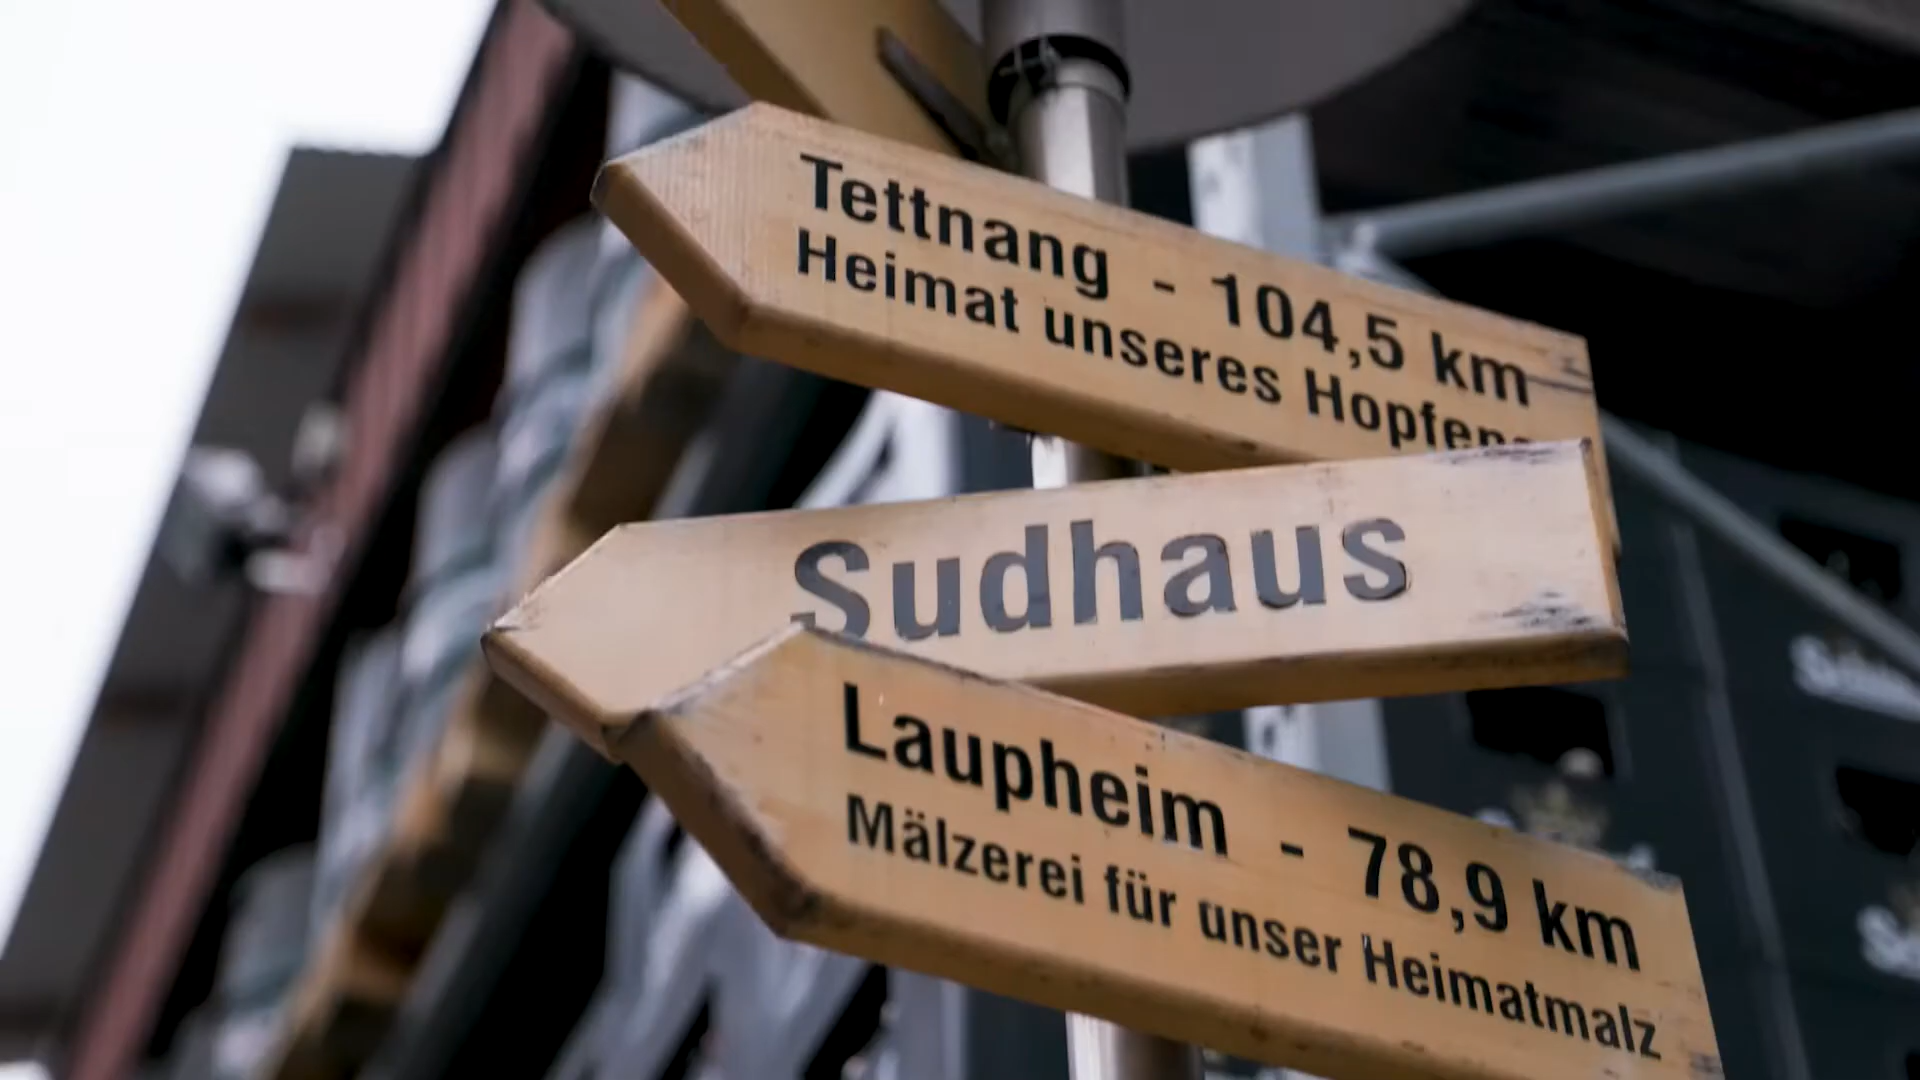 Tettnang - 104,5 km
Heimat unseres Hopfens
Sudhaus
Laupheim - 78,9 km
Mälzerei für unser Heimatmalz